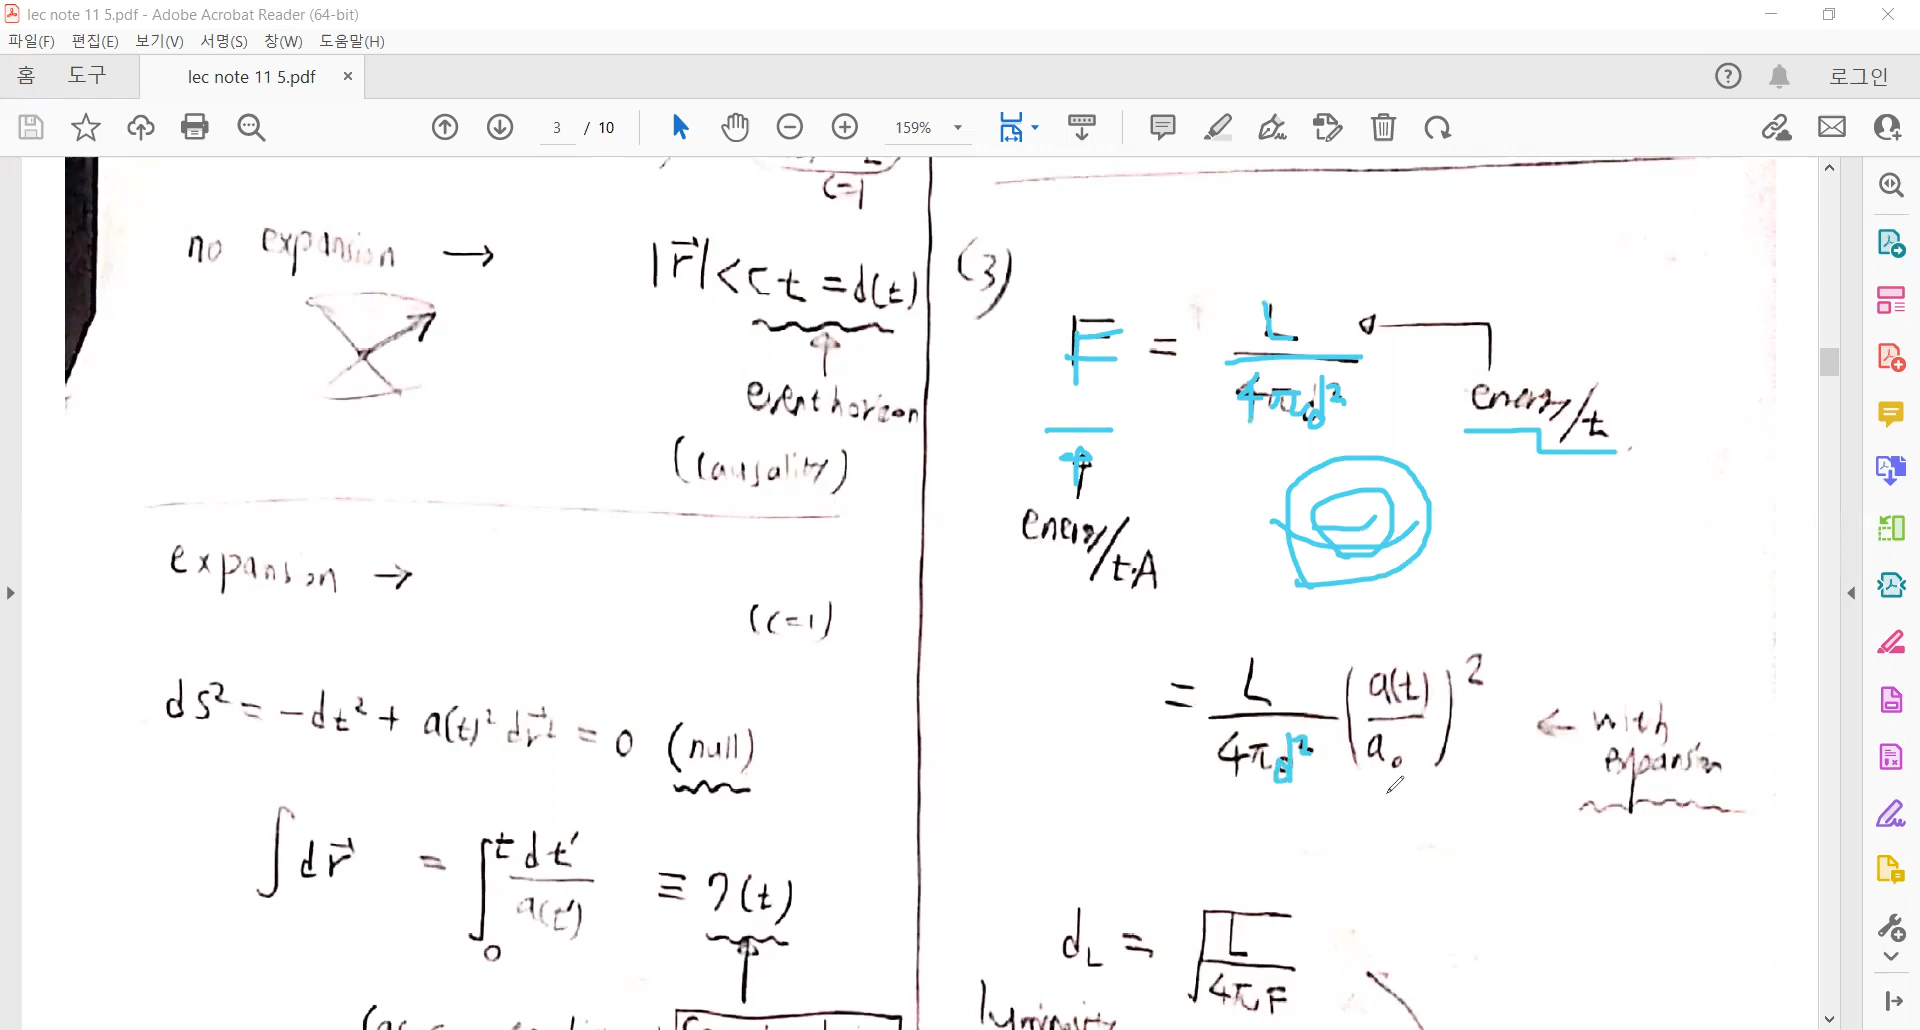 lec note 11 5.pdf - Adobe Acrobat Reader (64-bit)
파일(F) 편집(E) 보기(V) 서명(S) 창(W) 도움말(H)
홈 도구 lec note 11 5.pdf × 로그인
3 / 10 159%
c=1
no expansion →
|r⃗| < ct = d(t)
event horizon
(causality)
expansion →
(c=1)
ds² = -dt² + a(t)² dr⃗² = 0 (null)
∫ dr⃗ = ∫₀ᵗ dt'/a(t') ≡ η(t)
(3)
F = L/4πd²
energy/t
energy/t·A
= L/4πd² (a(t)/a₀)² ← with
expansion
d_L = √(L/4πF)
luminosity